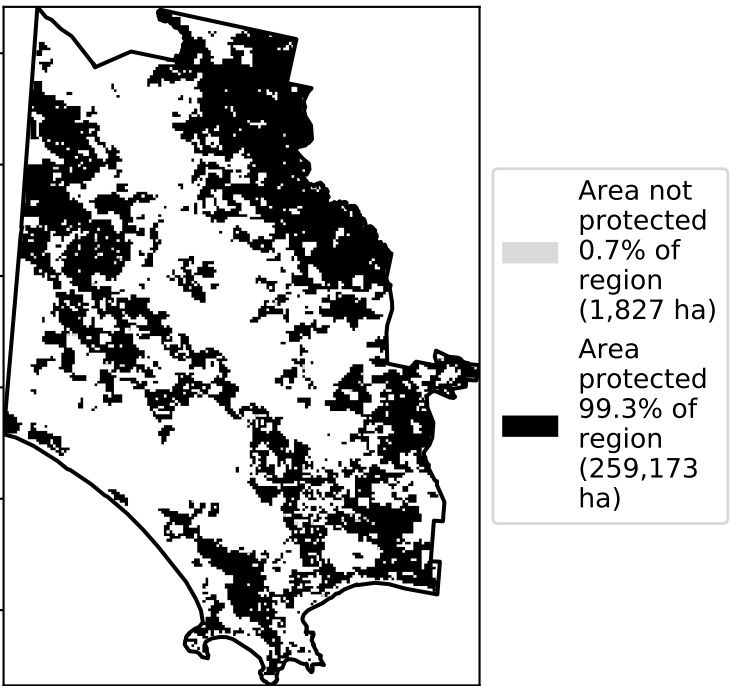 Area not
protected
0.7% of
region
(1,827 ha)
Area
protected
99.3% of
region
(259,173
ha)